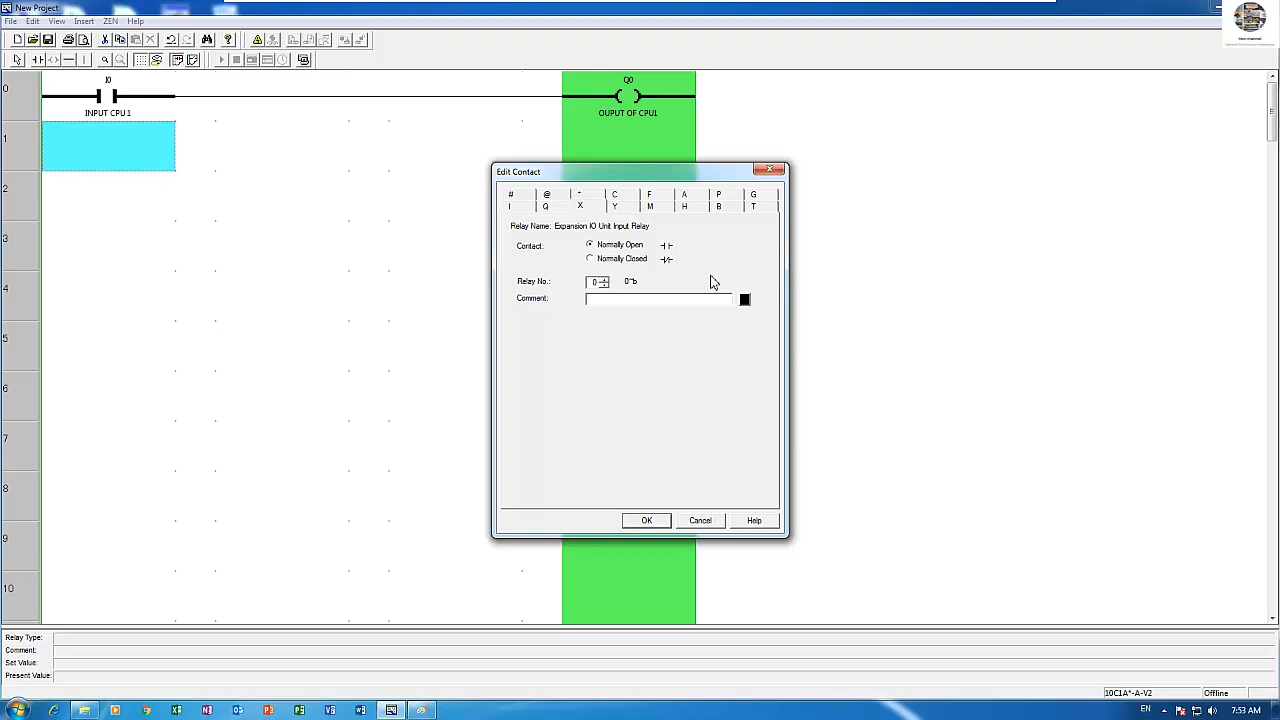 New Project
File Edit View Insert ZEN Help
0 I0 Q0
INPUT CPU 1 OUPUT OF CPU1
1
Edit Contact
# @ ^ C F A P G
I Q X Y M H B T
Relay Name: Expansion IO Unit Input Relay
Contact: Normally Open
Normally Closed
Relay No.: 0 0~b
Comment:
2
3
4
5
6
7
8
OK Cancel Help
9
10
Relay Type:
Comment:
Set Value:
Present Value:
10C1A*-A-V2 Offline
EN 7:53 AM